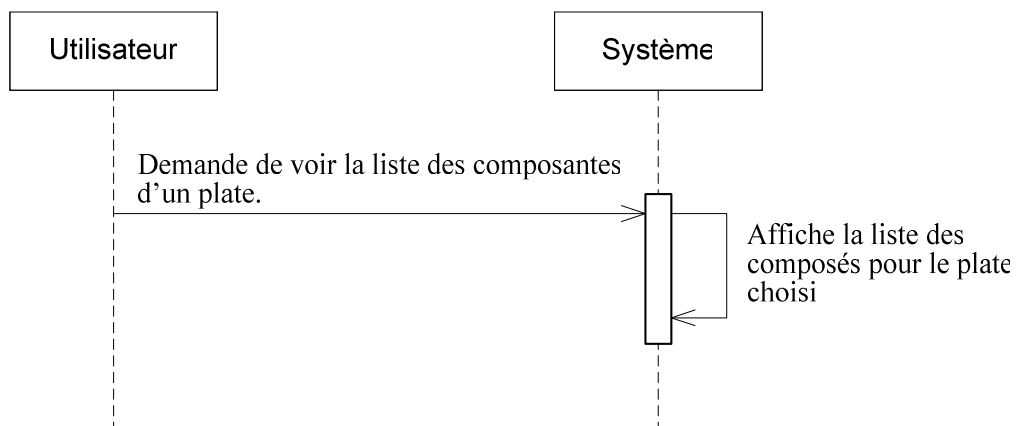 Utilisateur
Système
Demande de voir la liste des composantes
d’un plate.
Affiche la liste des
composés pour le plate
choisi